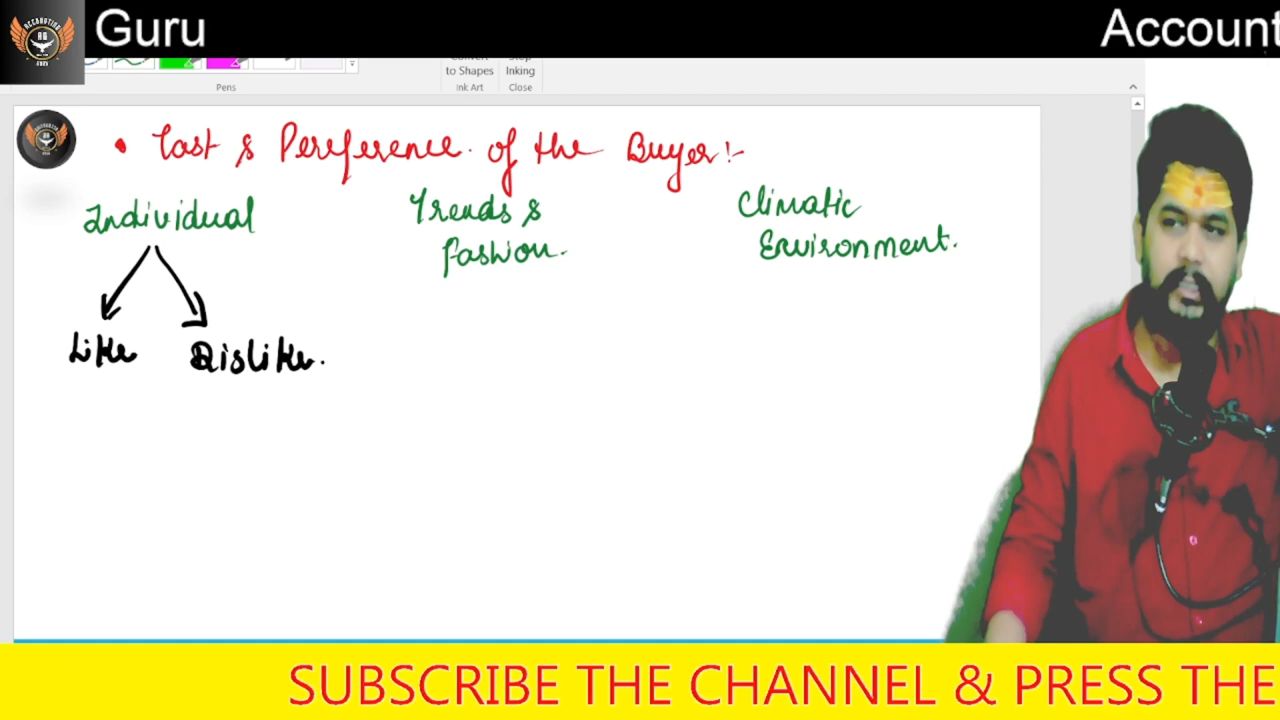 Guru
Account
to Shapes
Inking
Pens
Ink Art
Close
• Tast & Pereference of the Buyer:-
Individual
Trends &
fashion.
Climatic
Environment.
Like
Dislike.
SUBSCRIBE THE CHANNEL & PRESS THE